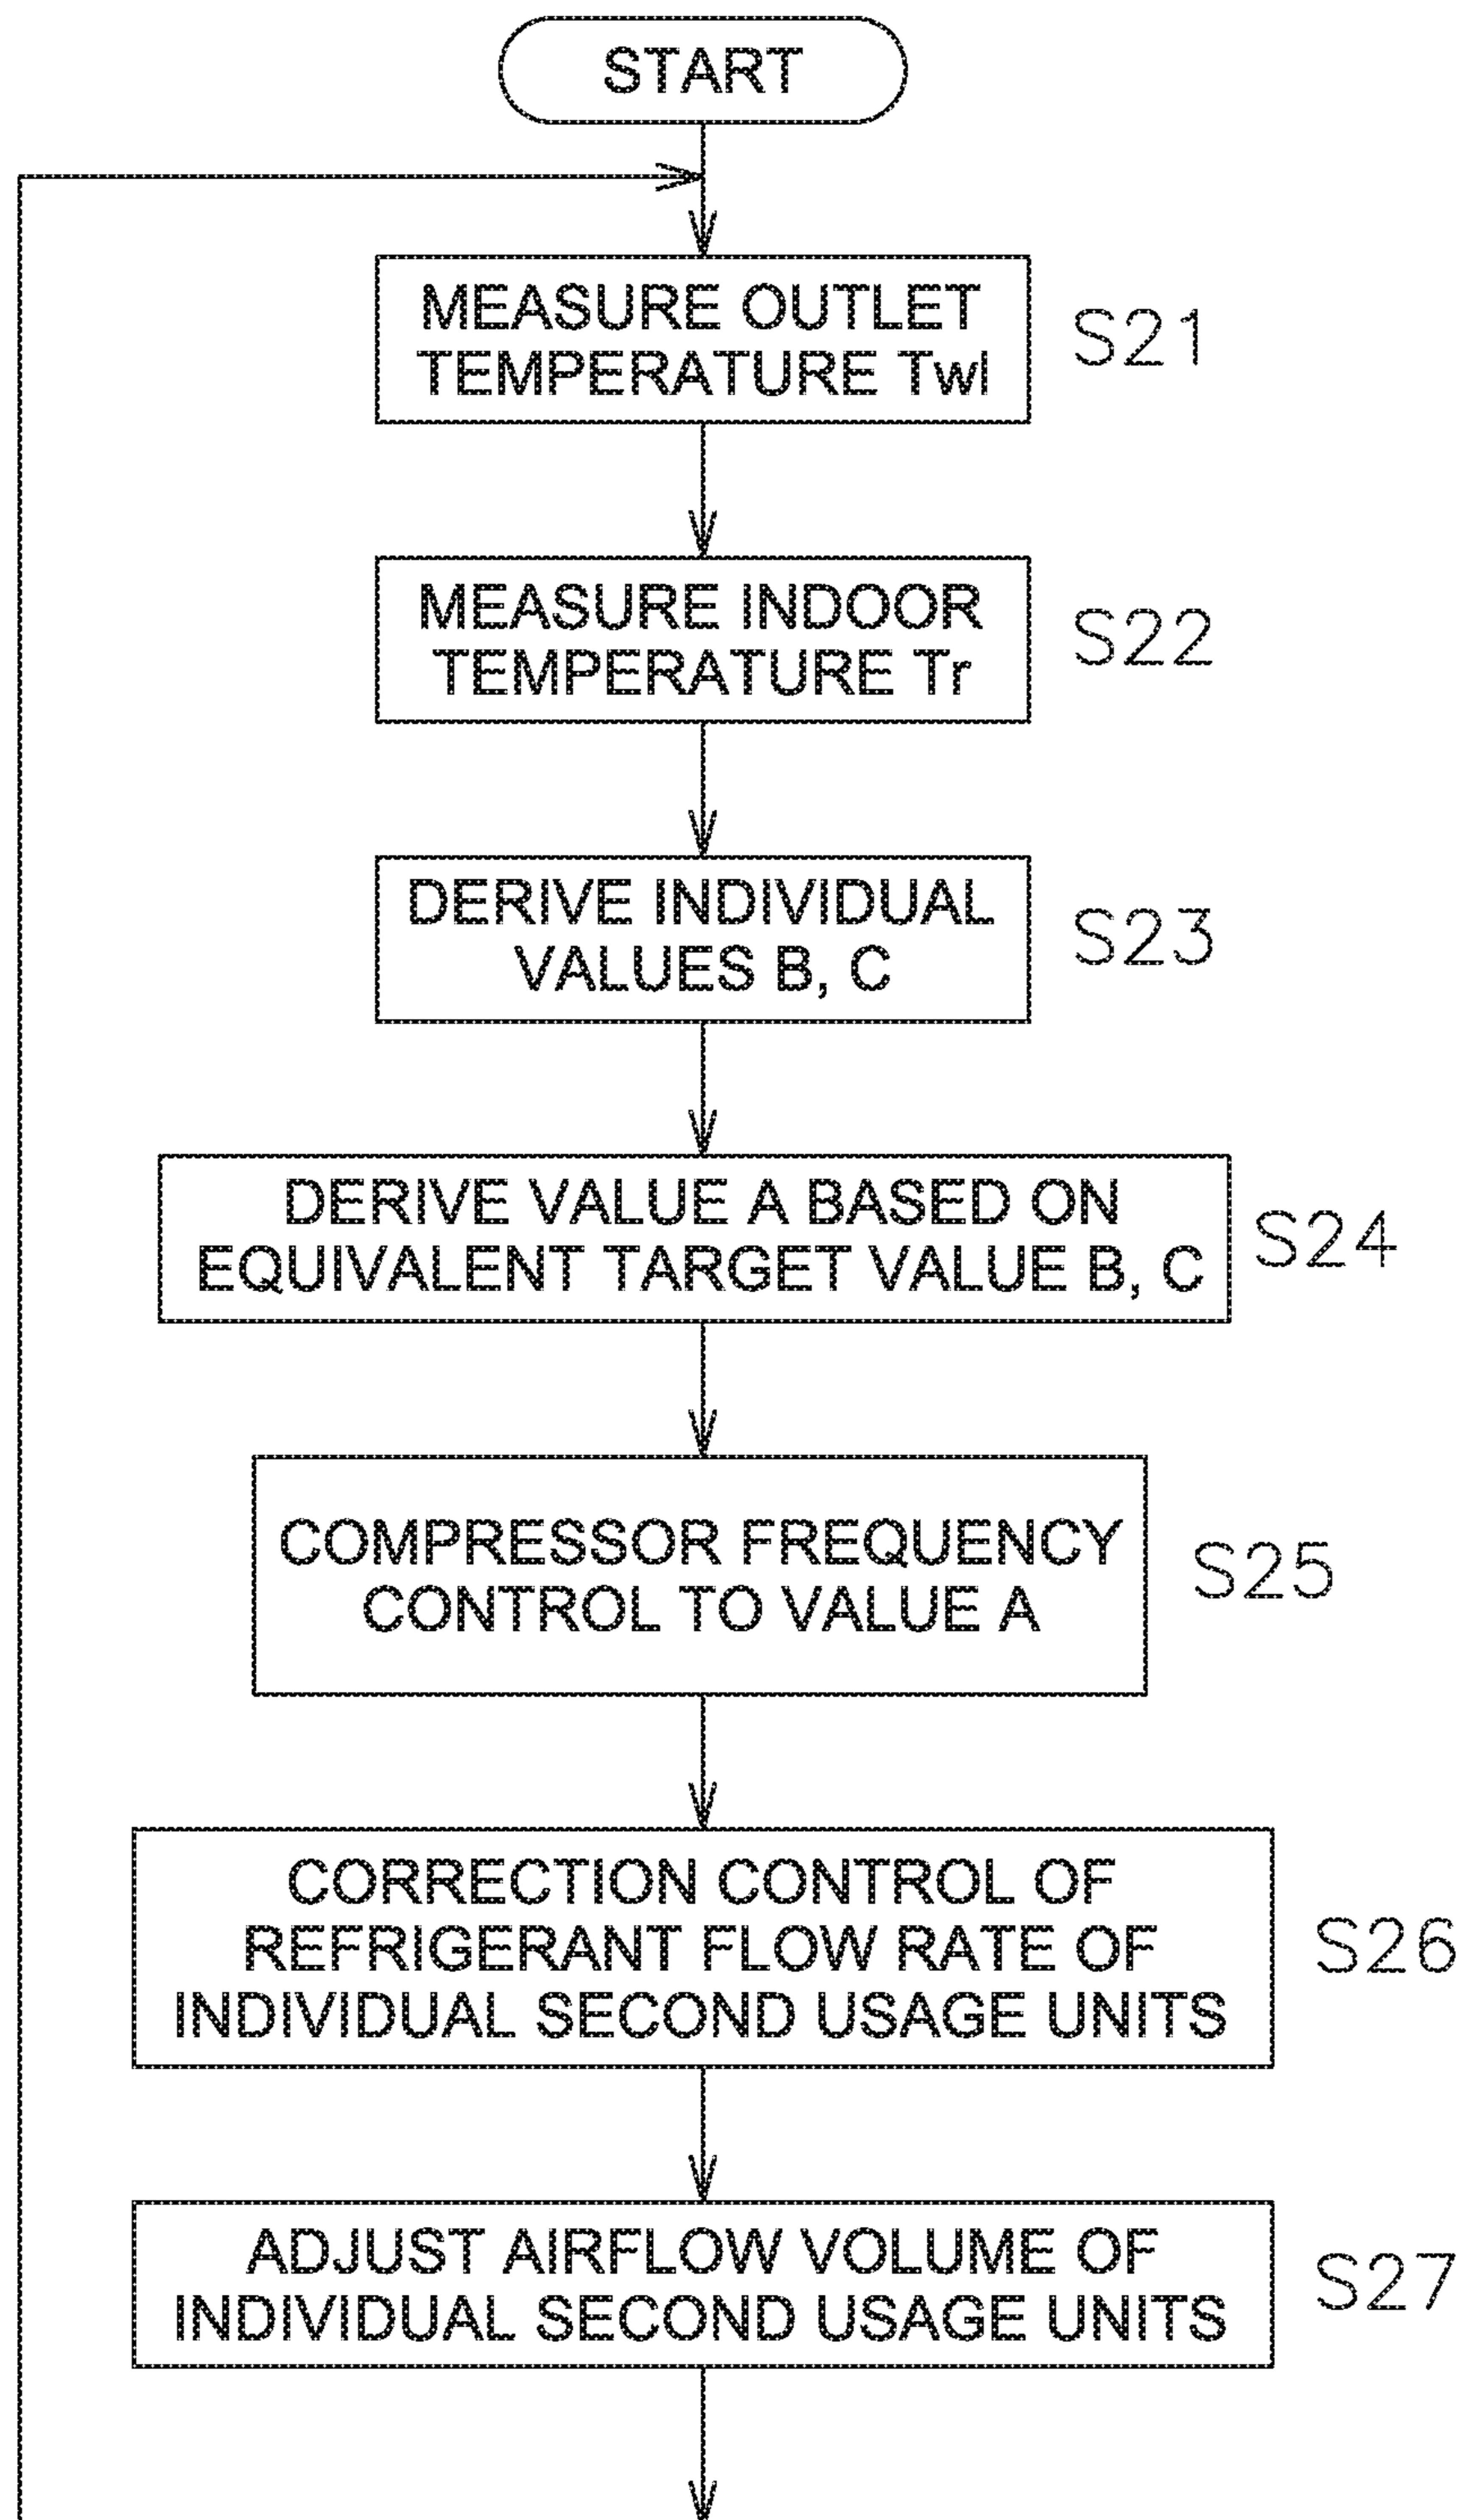 START
MEASURE OUTLET
TEMPERATURE Twl
S21
MEASURE INDOOR
TEMPERATURE Tr
S22
DERIVE INDIVIDUAL
VALUES B, C
S23
DERIVE VALUE A BASED ON
EQUIVALENT TARGET VALUE B, C
S24
COMPRESSOR FREQUENCY
CONTROL TO VALUE A
S25
CORRECTION CONTROL OF
REFRIGERANT FLOW RATE OF
INDIVIDUAL SECOND USAGE UNITS
S26
ADJUST AIRFLOW VOLUME OF
INDIVIDUAL SECOND USAGE UNITS
S27